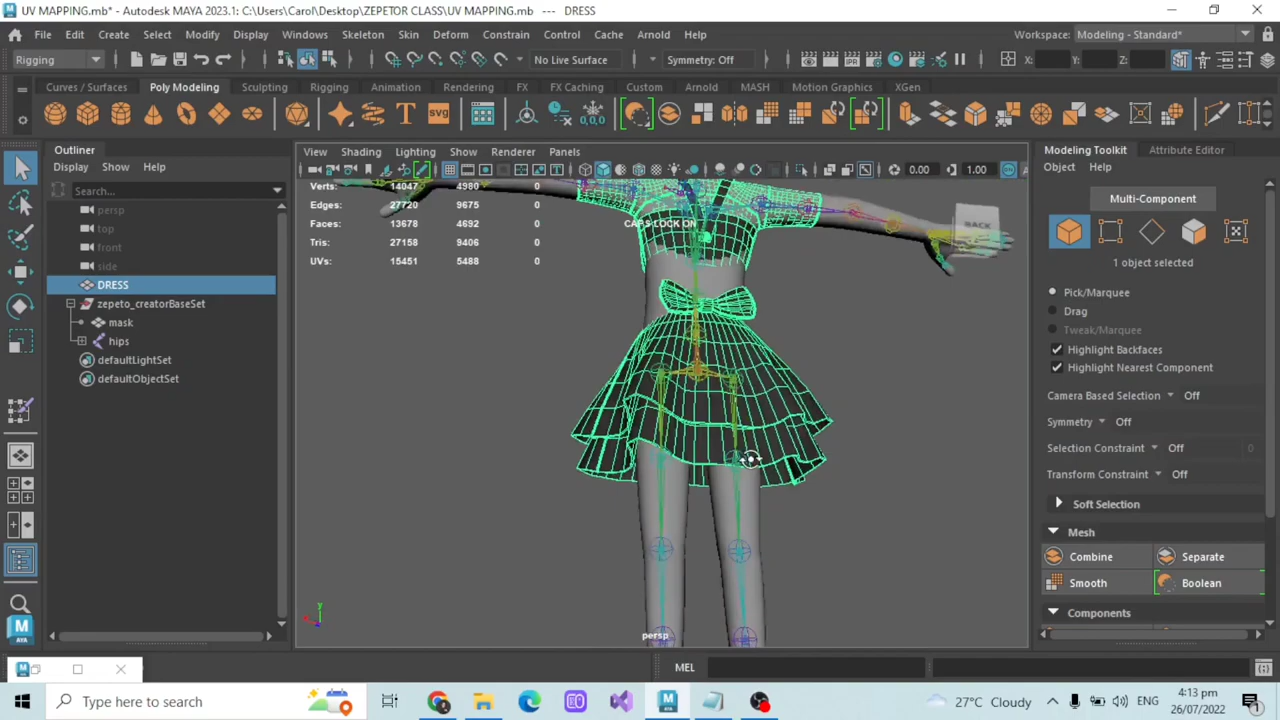 UV MAPPING.mb* - Autodesk MAYA 2023.1: C:\Users\Carol\Desktop\ZEPETOR CLASS\UV MAPPING.mb --- DRESS
File Edit Create Select Modify Display Windows Skeleton Skin Deform Constrain Control Cache Arnold Help Workspace: Modeling - Standard*
Rigging No Live Surface Symmetry: Off X: Y: Z:
Curves / Surfaces Poly Modeling Sculpting Rigging Animation Rendering FX FX Caching Custom Arnold MASH Motion Graphics XGen
T SVG 0,0,0
Outliner
Display Show Help
Search...
persp
top
front
side
DRESS
zepeto_creatorBaseSet
mask
hips
defaultLightSet
defaultObjectSet
View Shading Lighting Show Renderer Panels
0.00 1.00
Verts: 14047 4980 0
Edges: 27720 9675 0
Faces: 13678 4692 0
Tris: 27158 9406 0
UVs: 15451 5488 0
CAPS LOCK ON
BACK
y
persp
Modeling Toolkit Attribute Editor
Object Help
Multi-Component
1 object selected
Pick/Marquee
Drag
Tweak/Marquee
Highlight Backfaces
Highlight Nearest Component
Camera Based Selection Off
Symmetry Off
Selection Constraint Off
Transform Constraint Off
Soft Selection
Mesh
Combine Separate
Smooth Boolean
Components
MEL
Type here to search
27°C Cloudy ENG
4:13 pm
26/07/2022